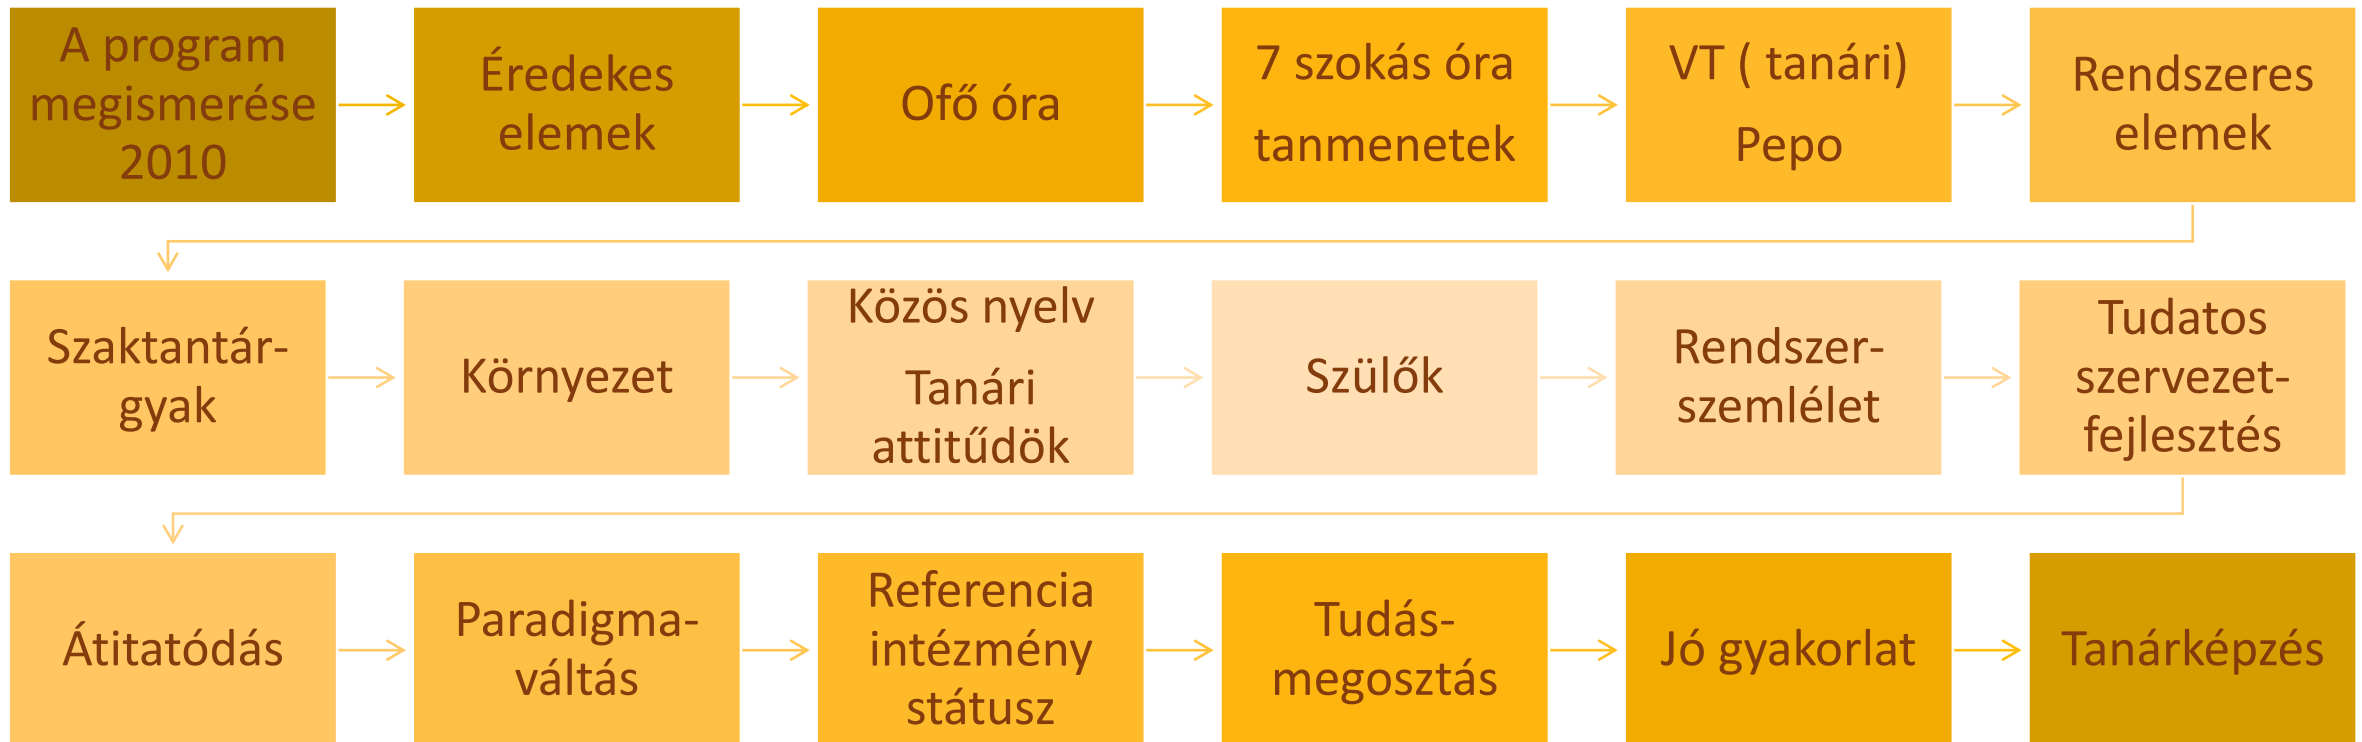 A program
megismerése
2010
Éredekes
elemek
Ofő óra
7 szokás óra
tanmenetek
VT ( tanári)
Pepo
Rendszeres
elemek
Szaktantár-
gyak
Környezet
Közös nyelv
Tanári
attitűdök
Szülők
Rendszer-
szemlélet
Tudatos
szervezet-
fejlesztés
Átitatódás
Paradigma-
váltás
Referencia
intézmény
státusz
Tudás-
megosztás
Jó gyakorlat
Tanárképzés